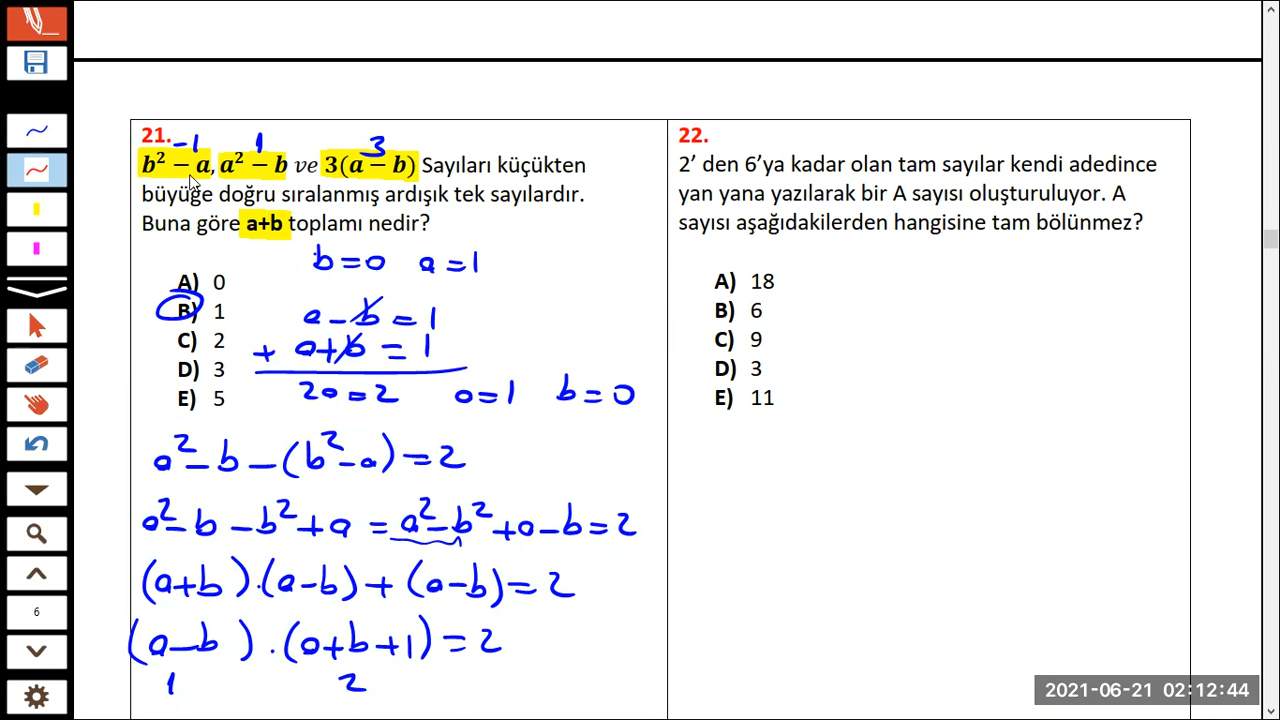 21.
-1 1 3
b² − a, a² − b ve 3(a − b) Sayıları küçükten
büyüğe doğru sıralanmış ardışık tek sayılardır.
Buna göre a+b toplamı nedir?
b=0 a=1
A) 0
B) 1
C) 2
D) 3
E) 5
a-b=1
+ a+b=1
2a=2 a=1 b=0
a²-b-(b²-a)=2
a²-b-b²+a=a²-b²+a-b=2
(a+b).(a-b)+(a-b)=2
(a-b).(a+b+1)=2
1 2
22.
2’ den 6’ya kadar olan tam sayılar kendi adedince
yan yana yazılarak bir A sayısı oluşturuluyor. A
sayısı aşağıdakilerden hangisine tam bölünmez?
A) 18
B) 6
C) 9
D) 3
E) 11
6
2021-06-21 02:12:44